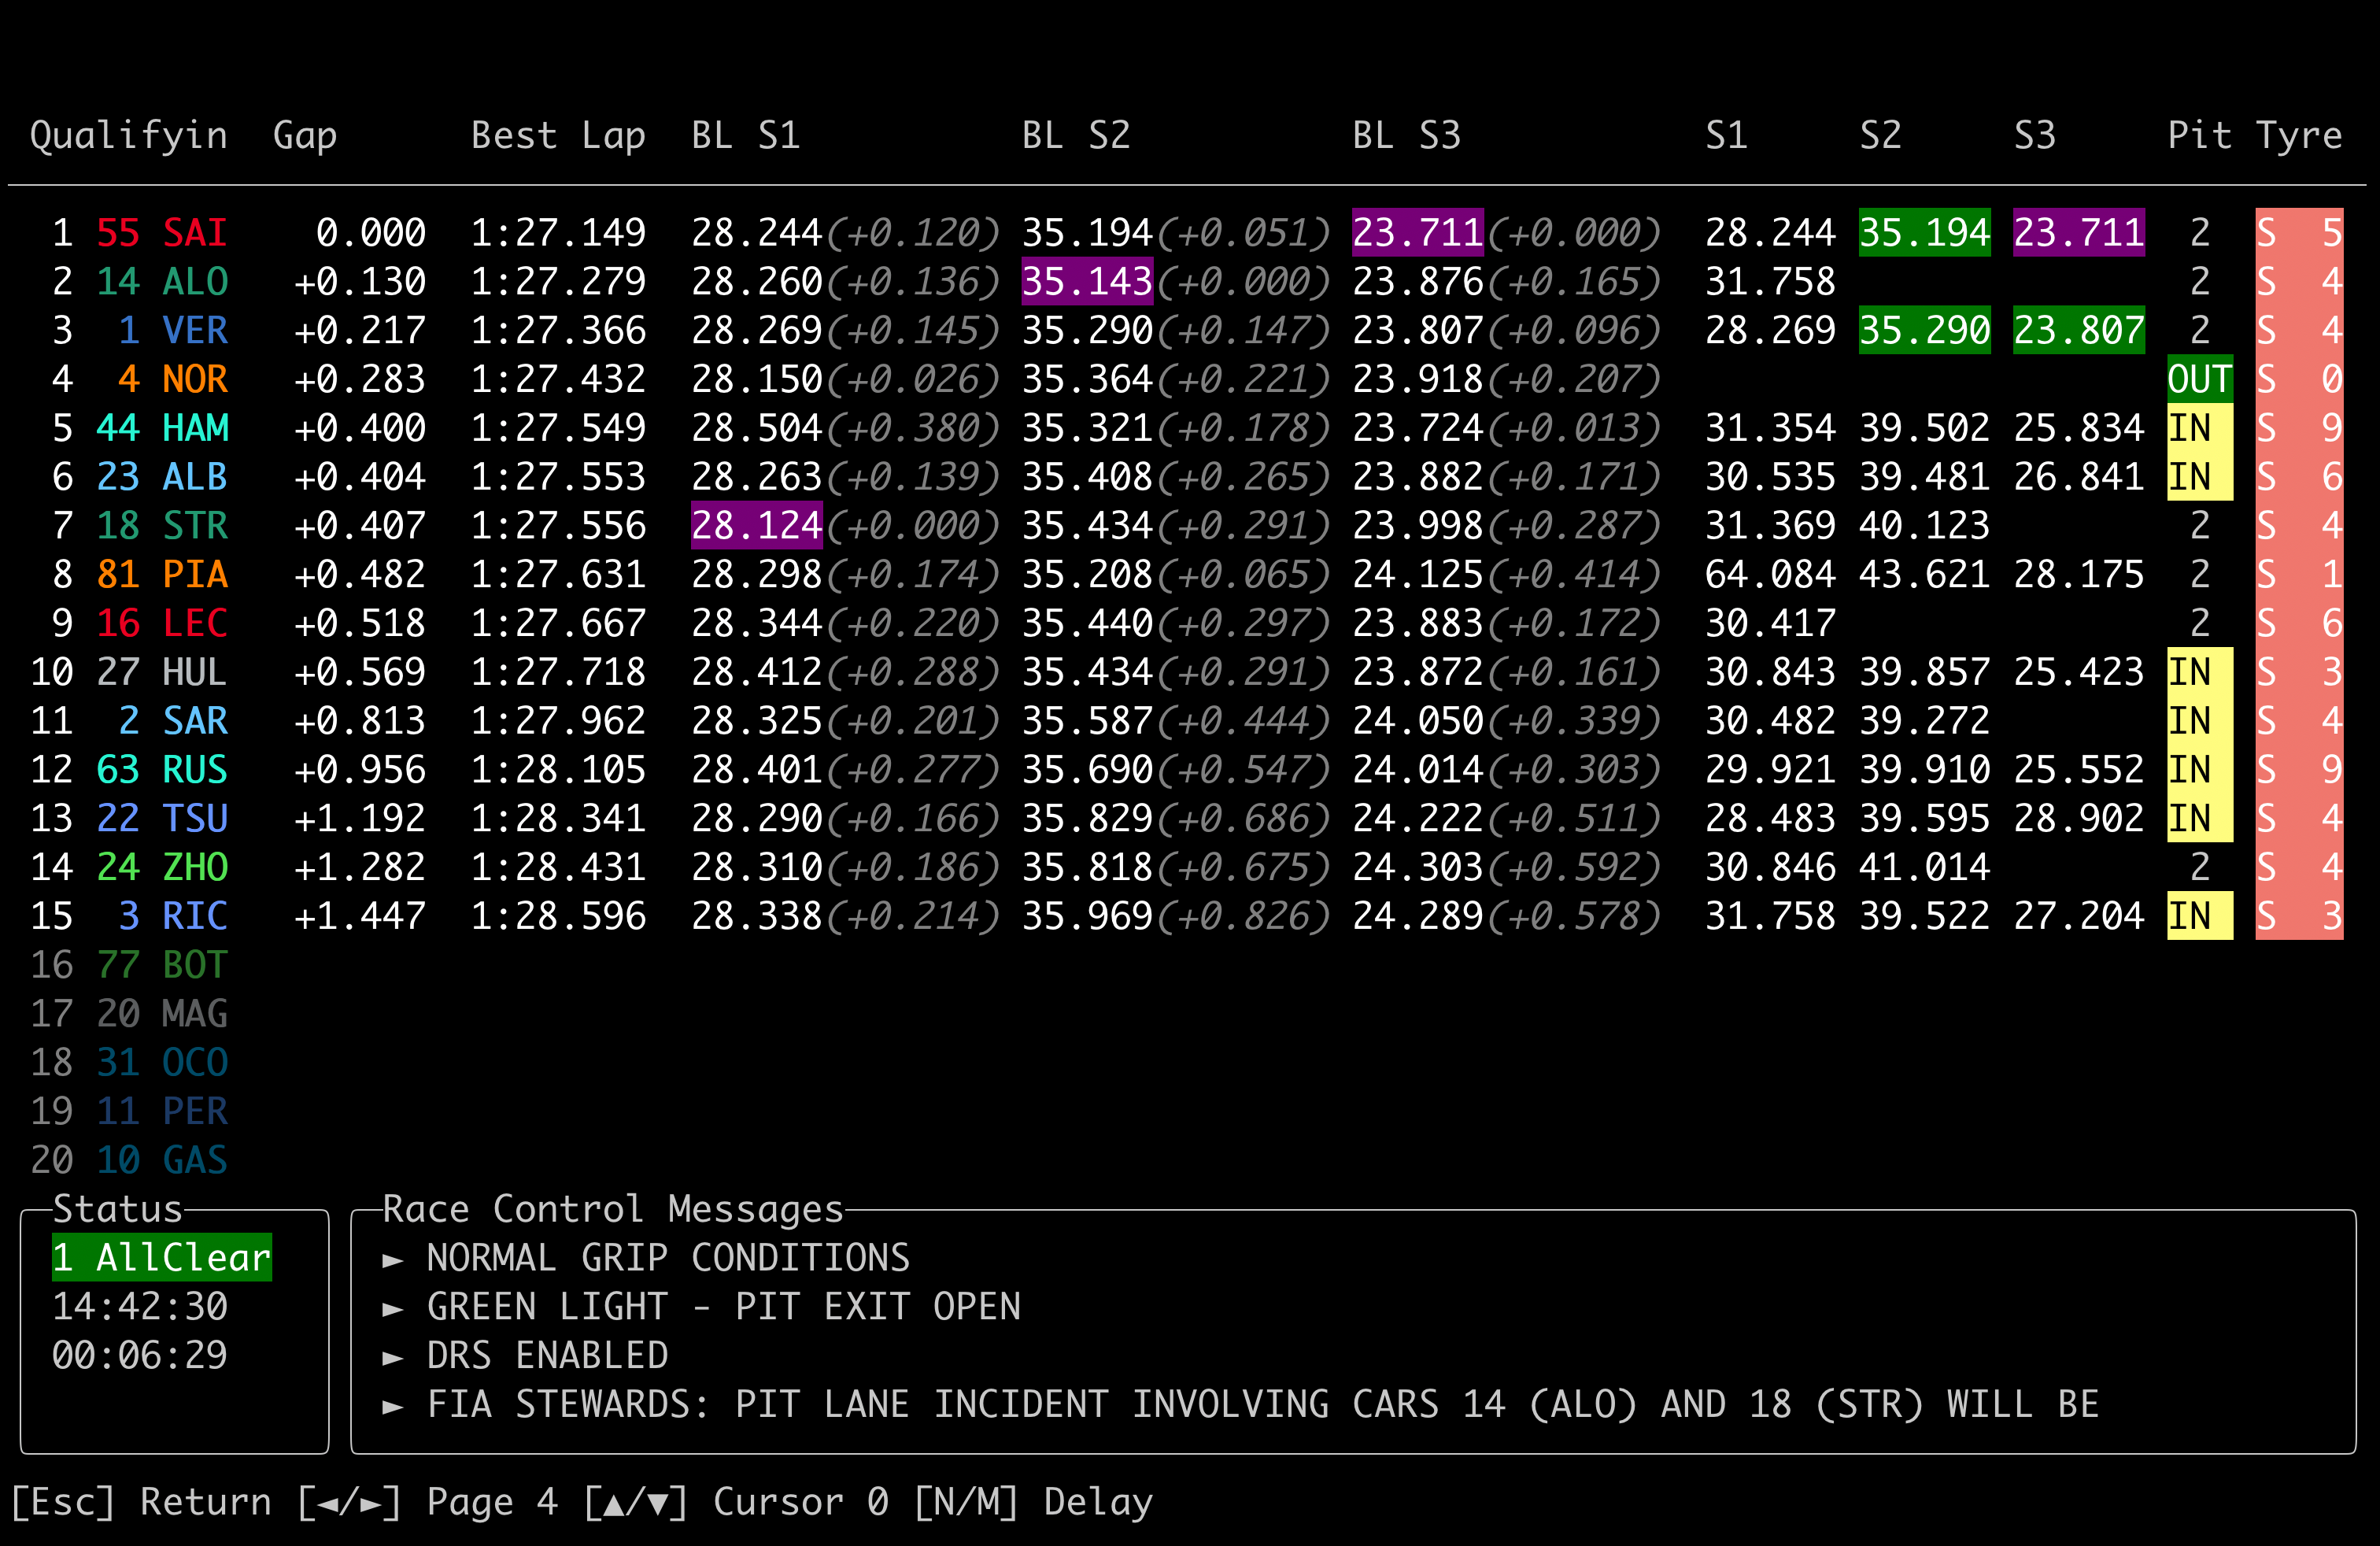 Qualifyin Gap Best Lap BL S1 BL S2 BL S3 S1 S2 S3 Pit Tyre
1 55 SAI 0.000 1:27.149 28.244(+0.120) 35.194(+0.051) 23.711(+0.000) 28.244 35.194 23.711 2 S 5
2 14 ALO +0.130 1:27.279 28.260(+0.136) 35.143(+0.000) 23.876(+0.165) 31.758 2 S 4
3 1 VER +0.217 1:27.366 28.269(+0.145) 35.290(+0.147) 23.807(+0.096) 28.269 35.290 23.807 2 S 4
4 4 NOR +0.283 1:27.432 28.150(+0.026) 35.364(+0.221) 23.918(+0.207) OUT S 0
5 44 HAM +0.400 1:27.549 28.504(+0.380) 35.321(+0.178) 23.724(+0.013) 31.354 39.502 25.834 IN S 9
6 23 ALB +0.404 1:27.553 28.263(+0.139) 35.408(+0.265) 23.882(+0.171) 30.535 39.481 26.841 IN S 6
7 18 STR +0.407 1:27.556 28.124(+0.000) 35.434(+0.291) 23.998(+0.287) 31.369 40.123 2 S 4
8 81 PIA +0.482 1:27.631 28.298(+0.174) 35.208(+0.065) 24.125(+0.414) 64.084 43.621 28.175 2 S 1
9 16 LEC +0.518 1:27.667 28.344(+0.220) 35.440(+0.297) 23.883(+0.172) 30.417 2 S 6
10 27 HUL +0.569 1:27.718 28.412(+0.288) 35.434(+0.291) 23.872(+0.161) 30.843 39.857 25.423 IN S 3
11 2 SAR +0.813 1:27.962 28.325(+0.201) 35.587(+0.444) 24.050(+0.339) 30.482 39.272 IN S 4
12 63 RUS +0.956 1:28.105 28.401(+0.277) 35.690(+0.547) 24.014(+0.303) 29.921 39.910 25.552 IN S 9
13 22 TSU +1.192 1:28.341 28.290(+0.166) 35.829(+0.686) 24.222(+0.511) 28.483 39.595 28.902 IN S 4
14 24 ZHO +1.282 1:28.431 28.310(+0.186) 35.818(+0.675) 24.303(+0.592) 30.846 41.014 2 S 4
15 3 RIC +1.447 1:28.596 28.338(+0.214) 35.969(+0.826) 24.289(+0.578) 31.758 39.522 27.204 IN S 3
16 77 BOT
17 20 MAG
18 31 OCO
19 11 PER
20 10 GAS
Status
1 AllClear
14:42:30
00:06:29
Race Control Messages
► NORMAL GRIP CONDITIONS
► GREEN LIGHT - PIT EXIT OPEN
► DRS ENABLED
► FIA STEWARDS: PIT LANE INCIDENT INVOLVING CARS 14 (ALO) AND 18 (STR) WILL BE
[Esc] Return [◄/►] Page 4 [▲/▼] Cursor 0 [N/M] Delay